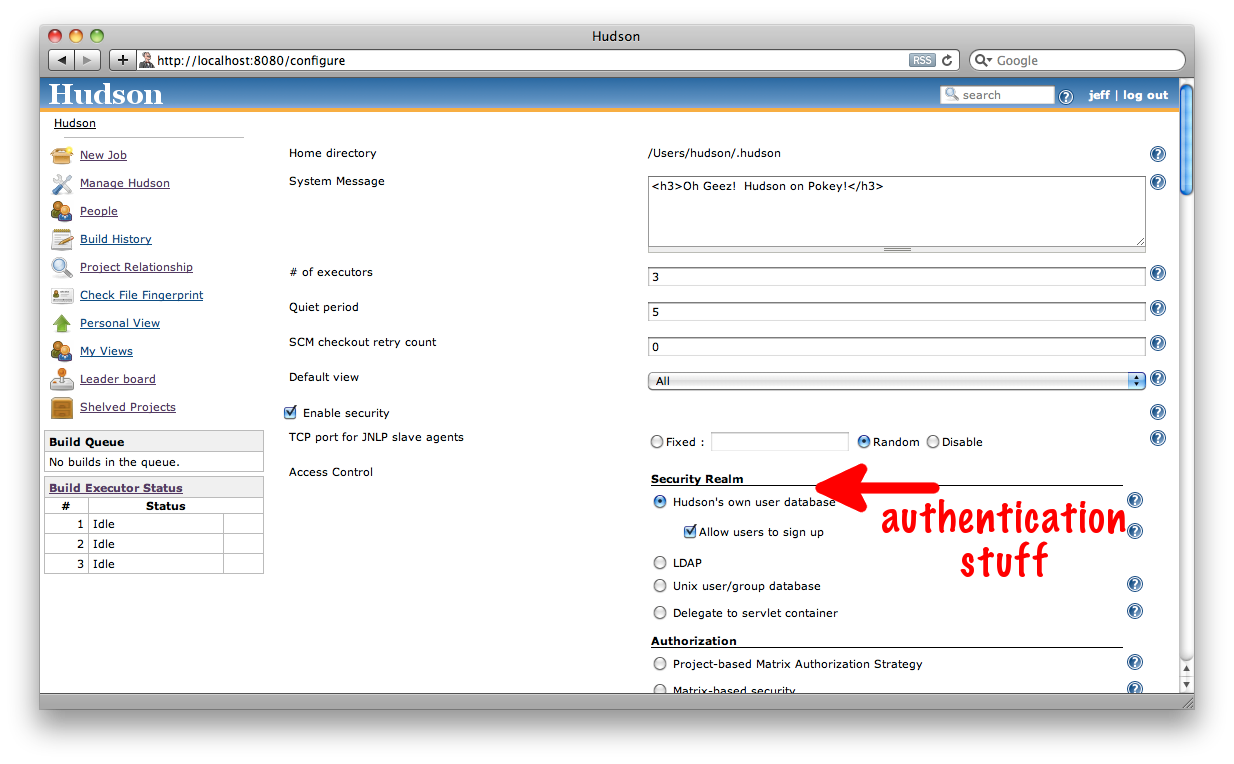 Hudson
http://localhost:8080/configure
RSS
Google
Hudson
search
jeff | log out
Hudson
New Job
Manage Hudson
People
Build History
Project Relationship
Check File Fingerprint
Personal View
My Views
Leader board
Shelved Projects
Build Queue
No builds in the queue.
Build Executor Status
# Status
1 Idle
2 Idle
3 Idle
Home directory /Users/hudson/.hudson
System Message <h3>Oh Geez!  Hudson on Pokey!</h3>
# of executors 3
Quiet period 5
SCM checkout retry count 0
Default view All
Enable security
TCP port for JNLP slave agents Fixed : Random Disable
Access Control
Security Realm
Hudson's own user database
Allow users to sign up
LDAP
Unix user/group database
Delegate to servlet container
authentication
stuff
Authorization
Project-based Matrix Authorization Strategy
Matrix-based security